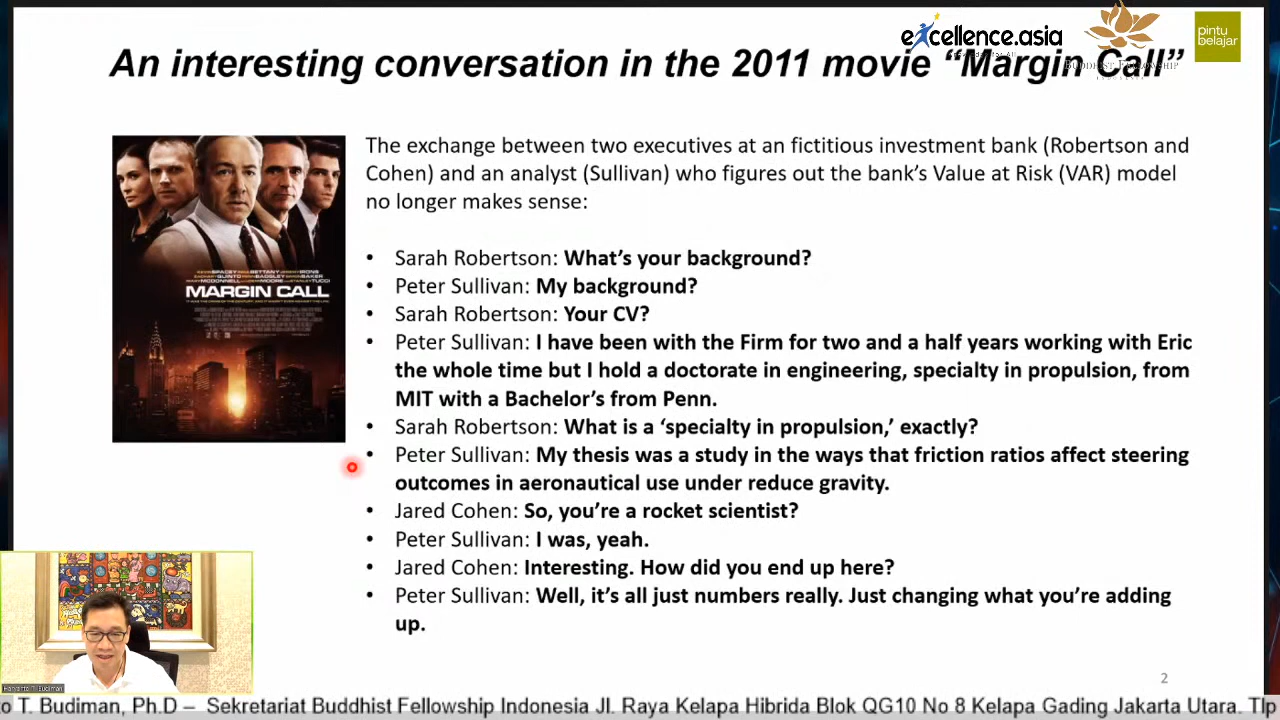 excellence.asia
pintu
belajar
An interesting conversation in the 2011 movie “Margin Call”
The exchange between two executives at an fictitious investment bank (Robertson and
Cohen) and an analyst (Sullivan) who figures out the bank’s Value at Risk (VAR) model
no longer makes sense:
• Sarah Robertson: What’s your background?
• Peter Sullivan: My background?
• Sarah Robertson: Your CV?
• Peter Sullivan: I have been with the Firm for two and a half years working with Eric
the whole time but I hold a doctorate in engineering, specialty in propulsion, from
MIT with a Bachelor’s from Penn.
• Sarah Robertson: What is a ‘specialty in propulsion,’ exactly?
• Peter Sullivan: My thesis was a study in the ways that friction ratios affect steering
outcomes in aeronautical use under reduce gravity.
• Jared Cohen: So, you’re a rocket scientist?
• Peter Sullivan: I was, yeah.
• Jared Cohen: Interesting. How did you end up here?
• Peter Sullivan: Well, it’s all just numbers really. Just changing what you’re adding
up.
MARGIN CALL
2
Haryanto T. Budiman
o T. Budiman, Ph.D – Sekretariat Buddhist Fellowship Indonesia Jl. Raya Kelapa Hibrida Blok QG10 No 8 Kelapa Gading Jakarta Utara. Tlp